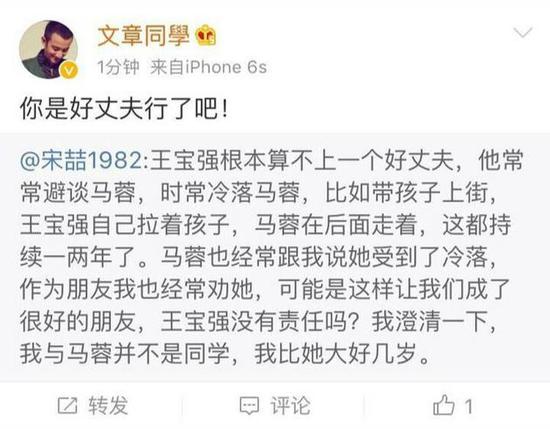 文章同學
1分钟 来自iPhone 6s
你是好丈夫行了吧！
@宋喆1982:王宝强根本算不上一个好丈夫，他常
常避谈马蓉，时常冷落马蓉，比如带孩子上街，
王宝强自己拉着孩子，马蓉在后面走着，这都持
续一两年了。马蓉也经常跟我说她受到了冷落，
作为朋友我也经常劝她，可能是这样让我们成了
很好的朋友，王宝强没有责任吗？我澄清一下，
我与马蓉并不是同学，我比她大好几岁。
转发 评论 1